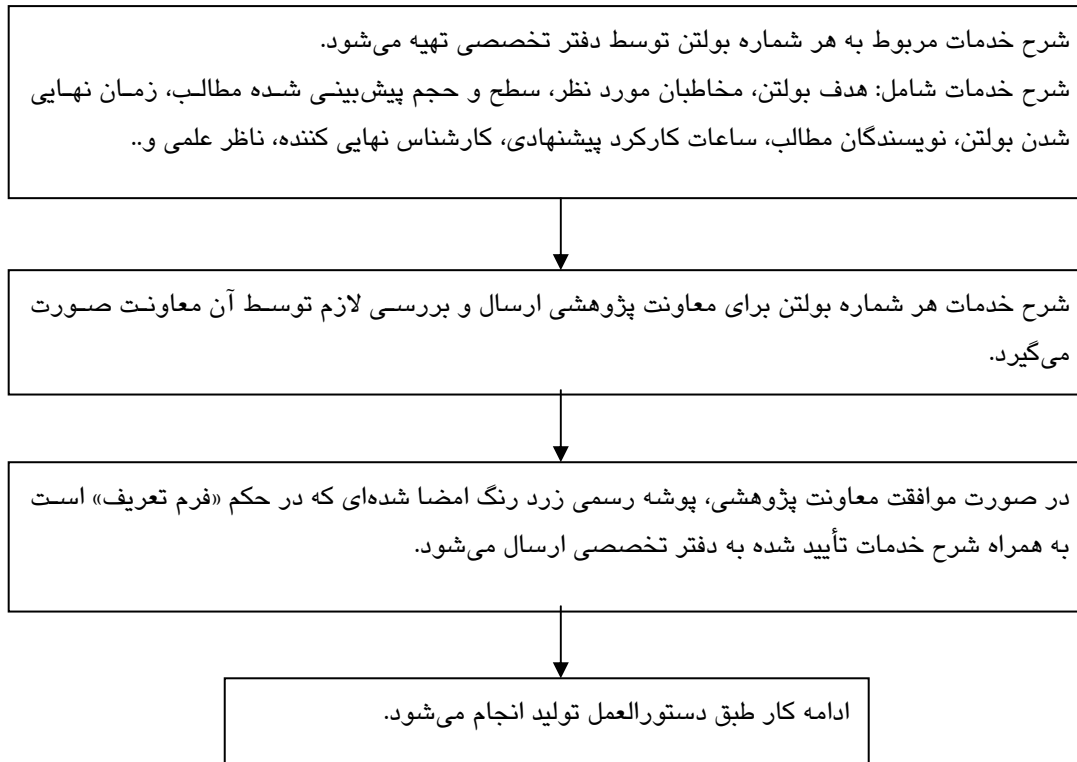 شرح خدمات مربوط به هر شماره بولتن توسط دفتر تخصصی تهیه می‌شود.
شرح خدمات شامل: هدف بولتن، مخاطبان مورد نظر، سطح و حجم پیش‌بینی شده مطالب، زمان نهایی
شدن بولتن، نویسندگان مطالب، ساعات کارکرد پیشنهادی، کارشناس نهایی کننده، ناظر علمی و..
شرح خدمات هر شماره بولتن برای معاونت پژوهشی ارسال و بررسی لازم توسط آن معاونت صورت
می‌گیرد.
در صورت موافقت معاونت پژوهشی، پوشه رسمی زرد رنگ امضا شده‌ای که در حکم «فرم تعریف» است
به همراه شرح خدمات تأیید شده به دفتر تخصصی ارسال می‌شود.
ادامه کار طبق دستورالعمل تولید انجام می‌شود.